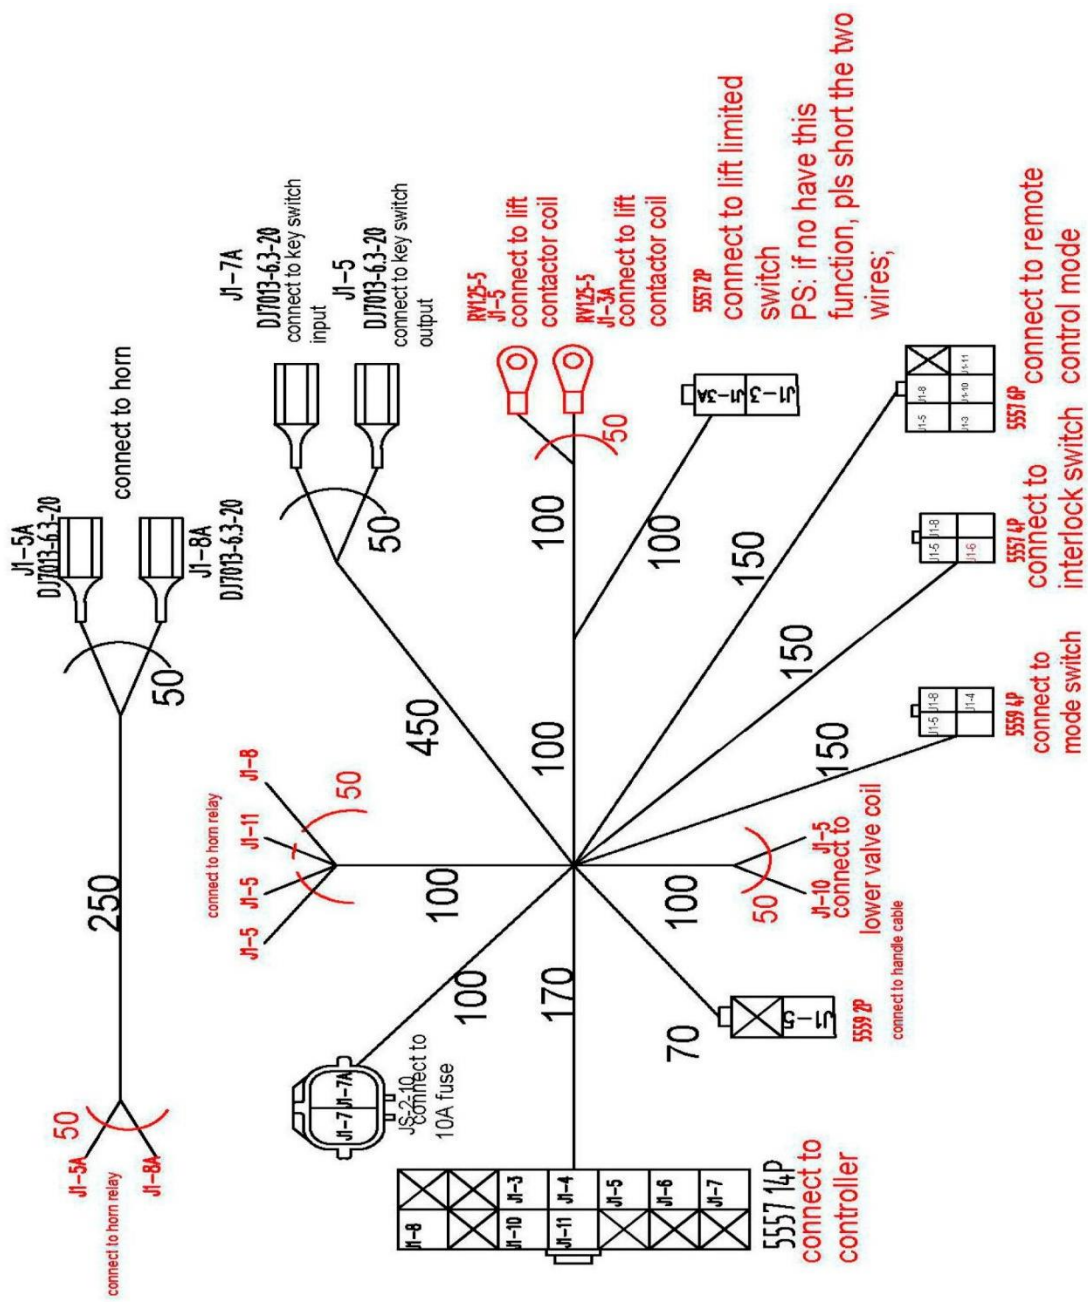 J1-5A
DJ7013-6.3-20
connect to horn
J1-8A
DJ7013-6.3-20
50
250
50
J1-5A
J1-8A
connect to horn relay
J1-7A
DJ7013-6.3-20
connect to key switch
input
J1-5
DJ7013-6.3-20
connect to key switch
output
50
450
connect to horn relay
J1-5
J1-5
J1-11
J1-8
50
100
RV1.25-5
J1-5
connect to lift
contactor coil
RV1.25-5
J1-3A
connect to lift
contactor coil
50
100
100
5557 2P
connect to lift limited
switch
PS: if no have this
function, pls short the two
wires;
J1-3A
J1-3
100
J1-7
J1-7A
JS-2-10
connect to
10A fuse
100
170
J1-8
J1-10
J1-3
J1-11
J1-4
J1-5
J1-6
J1-7
5557 14P
connect to
controller
70
J1-5
5559 2P
connect to handle cable
100
50
J1-10
J1-5
connect to
lower valve coil
150
J1-5
J1-8
J1-4
5559 4P
connect to
mode switch
150
J1-5
J1-8
J1-6
5557 4P
connect to
interlock switch
150
J1-5
J1-8
J1-3
J1-10
J1-11
5557 6P
connect to remote
control mode